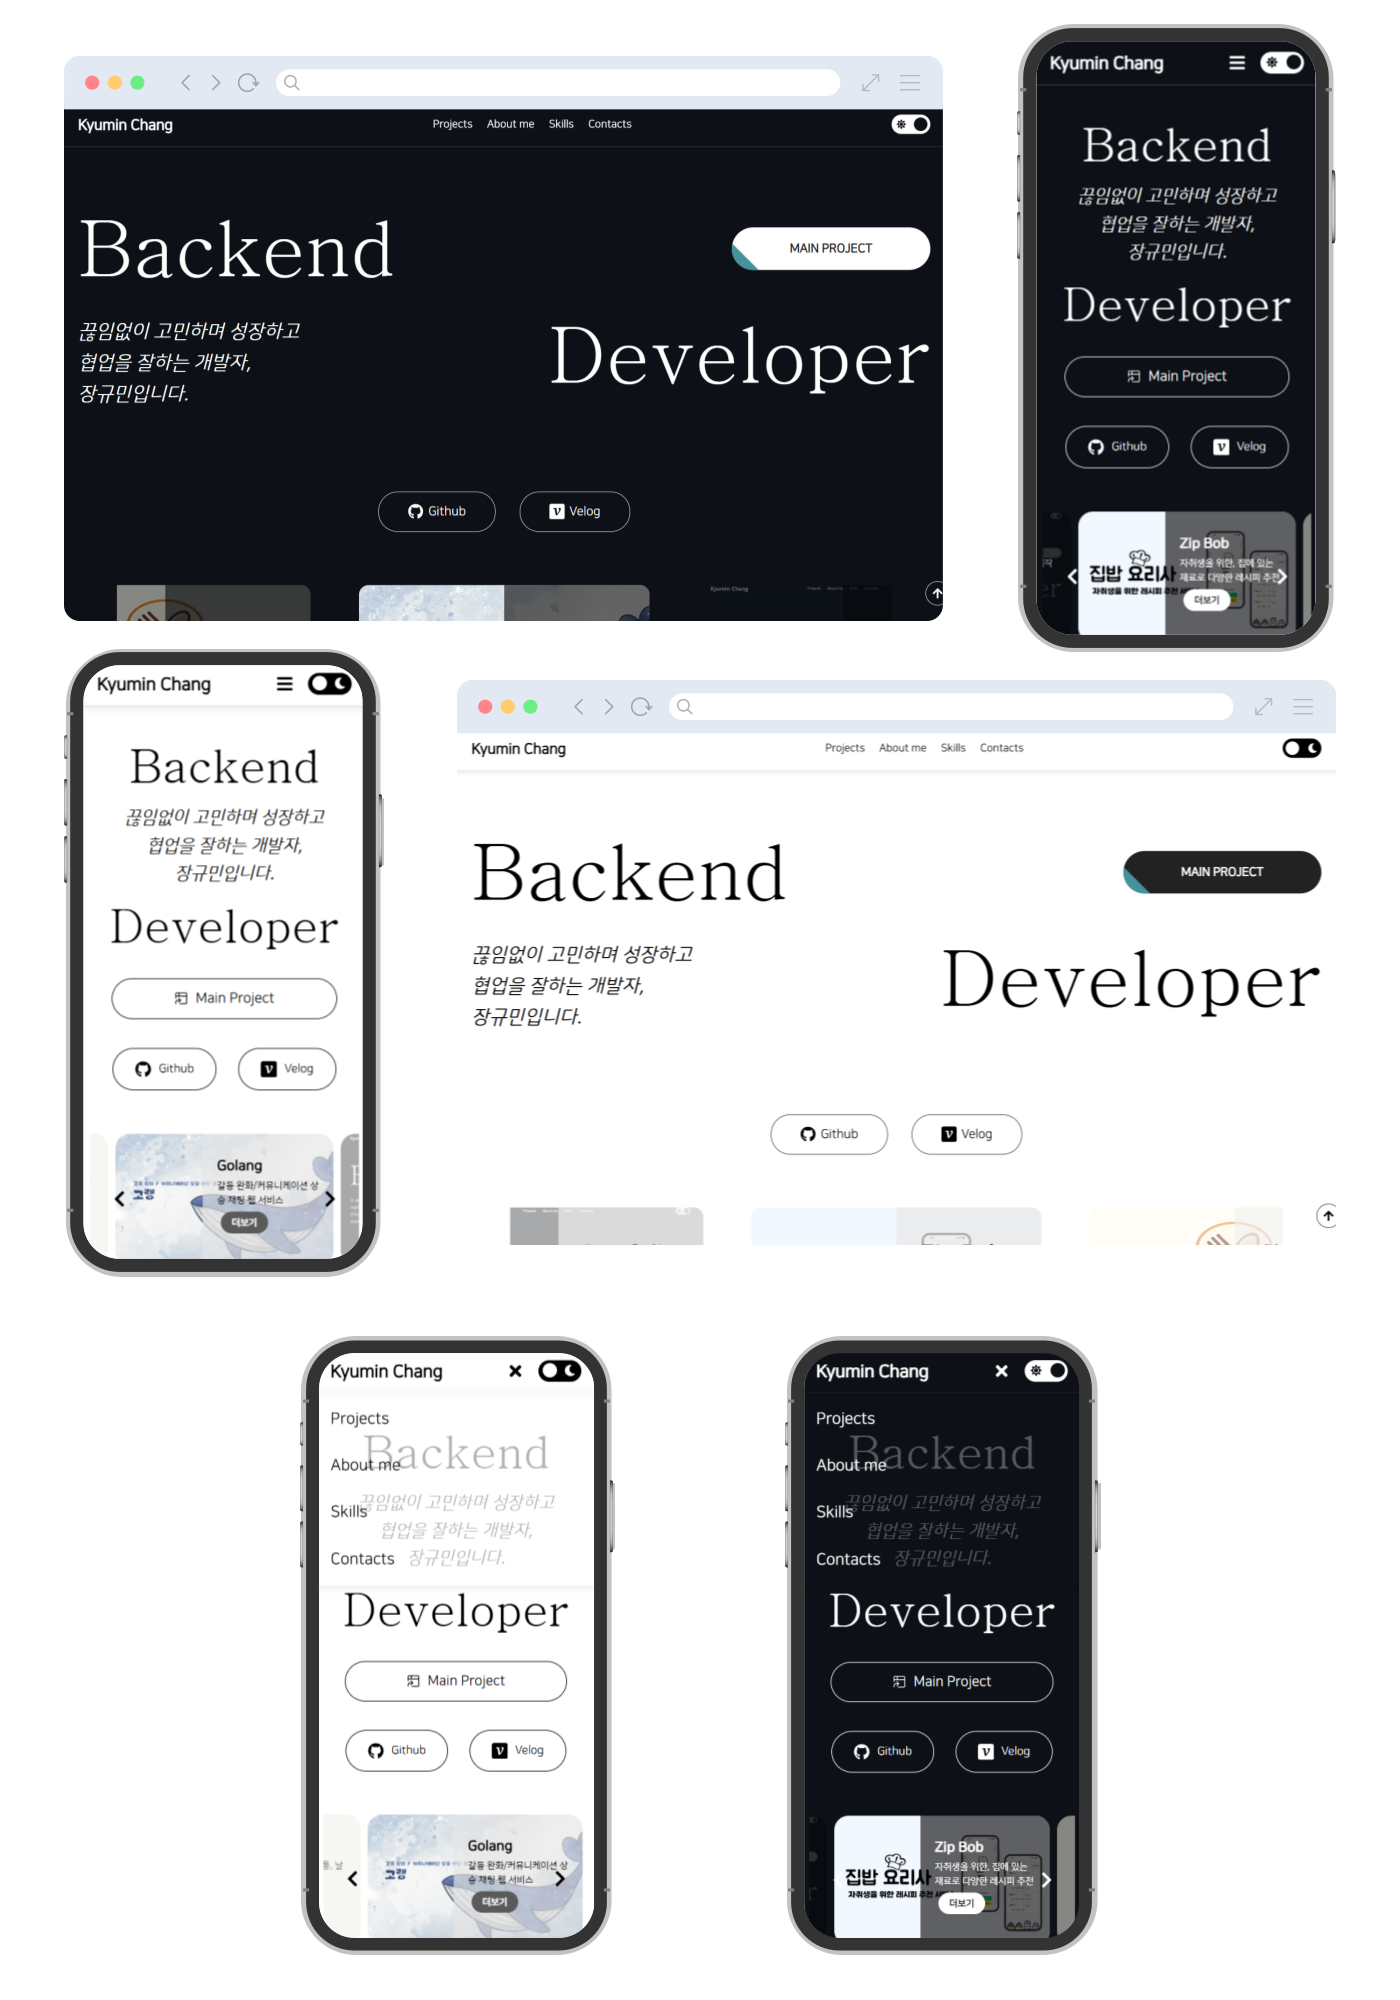 Kyumin Chang
Projects About me Skills Contacts
Backend
MAIN PROJECT
끊임없이 고민하며 성장하고
협업을 잘하는 개발자,
장규민입니다.
Developer
Github
Velog
Kyumin Chang
Backend
끊임없이 고민하며 성장하고
협업을 잘하는 개발자,
장규민입니다.
Developer
Main Project
Github
Velog
집밥 요리사
Zip Bob
자취생을 위한, 집에 있는
재료로 다양한 레시피 추천
더보기
Kyumin Chang
Backend
끊임없이 고민하며 성장하고
협업을 잘하는 개발자,
장규민입니다.
Developer
Main Project
Github
Velog
고랭
Golang
갈등 완화/커뮤니케이션 상
승 채팅 웹 서비스
더보기
Kyumin Chang
Projects About me Skills Contacts
Backend
MAIN PROJECT
끊임없이 고민하며 성장하고
협업을 잘하는 개발자,
장규민입니다.
Developer
Github
Velog
Kyumin Chang
Projects
Backend
About me
끊임없이 고민하며 성장하고
Skills
협업을 잘하는 개발자,
Contacts
장규민입니다.
Developer
Main Project
Github
Velog
고랭
Golang
갈등 완화/커뮤니케이션 상
승 채팅 웹 서비스
더보기
Kyumin Chang
Projects
Backend
About me
끊임없이 고민하며 성장하고
Skills
협업을 잘하는 개발자,
Contacts
장규민입니다.
Developer
Main Project
Github
Velog
집밥 요리사
자취생을 위한 레시피 추천
Zip Bob
자취생을 위한, 집에 있는
재료로 다양한 레시피 추천
더보기